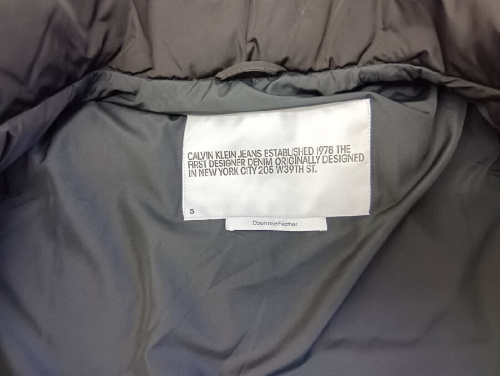 CALVIN KLEIN JEANS ESTABLISHED 1978 THE
FIRST DESIGNER DENIM ORIGINALLY DESIGNED
IN NEW YORK CITY 205 W39TH ST.
S
Down and Feather